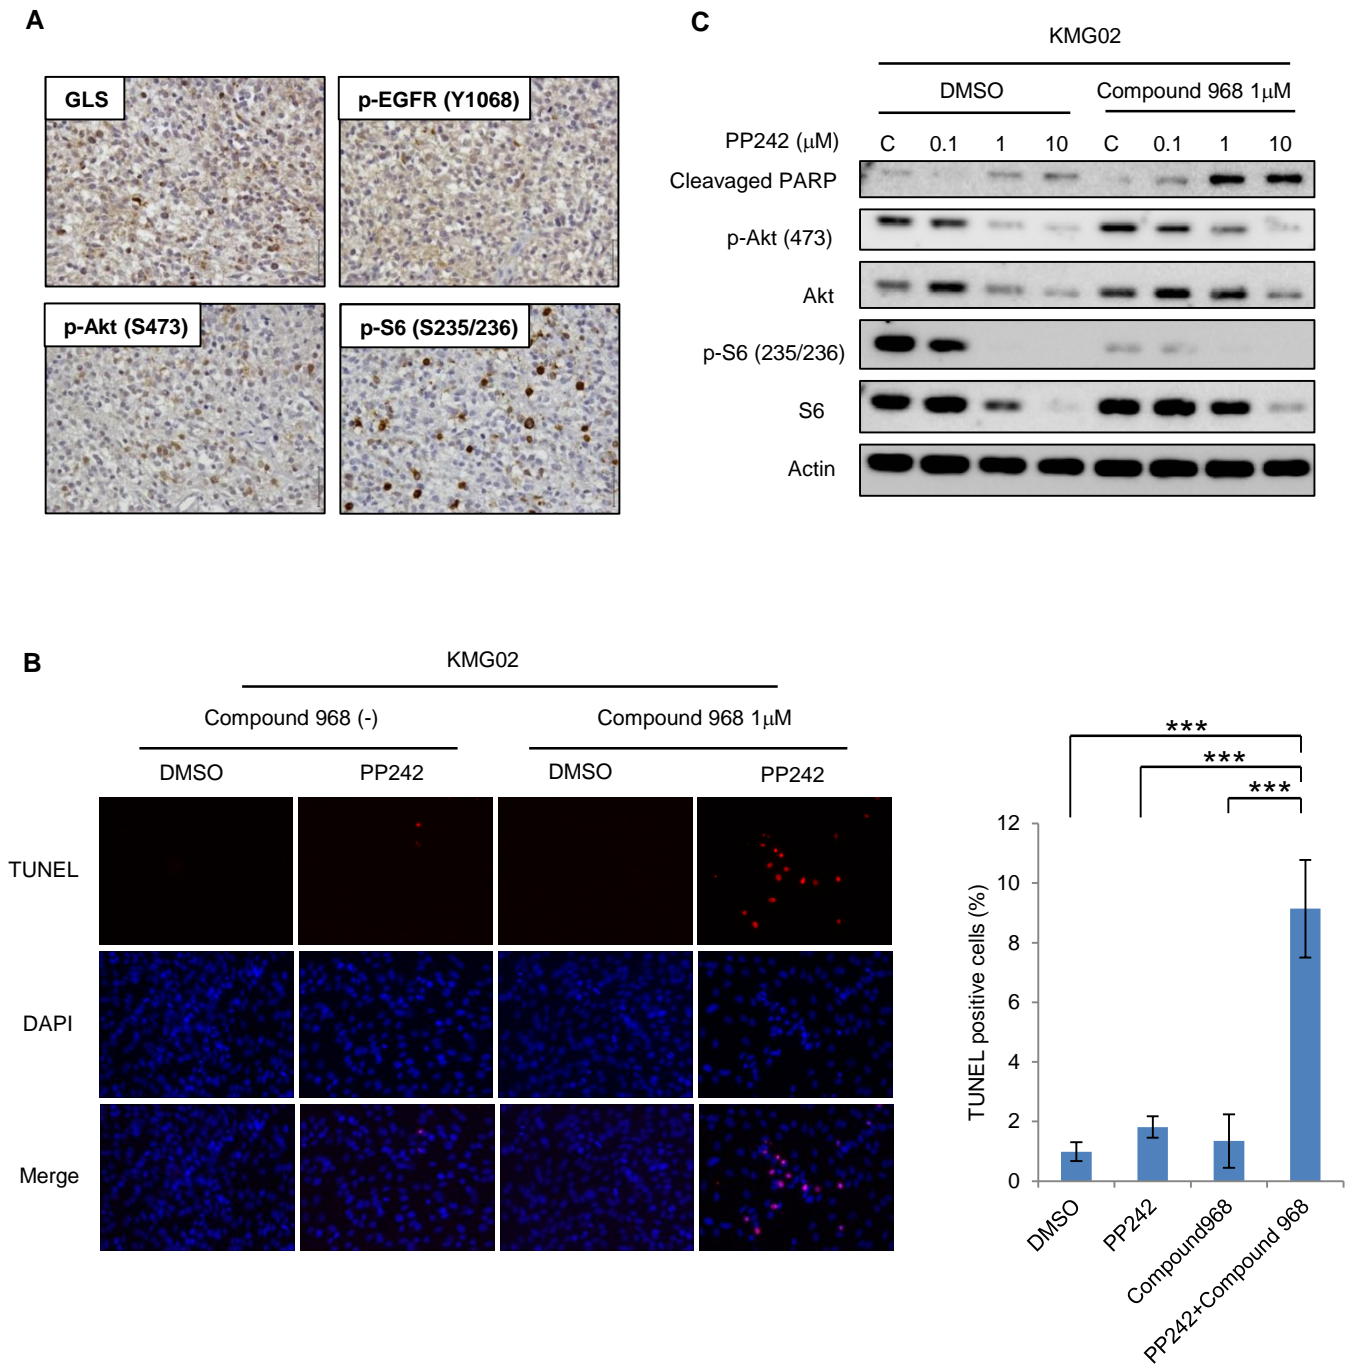 A
GLS
p-EGFR (Y1068)
p-Akt (S473)
p-S6 (S235/236)
C
KMG02
DMSO Compound 968 1μM
PP242 (μM) C 0.1 1 10 C 0.1 1 10
Cleavaged PARP
p-Akt (473)
Akt
p-S6 (235/236)
S6
Actin
B
KMG02
Compound 968 (-) Compound 968 1μM
DMSO PP242 DMSO PP242
TUNEL
DAPI
Merge
***
***
***
TUNEL positive cells (%)
12
10
8
6
4
2
0
DMSO
PP242
Compound968
PP242+Compound 968